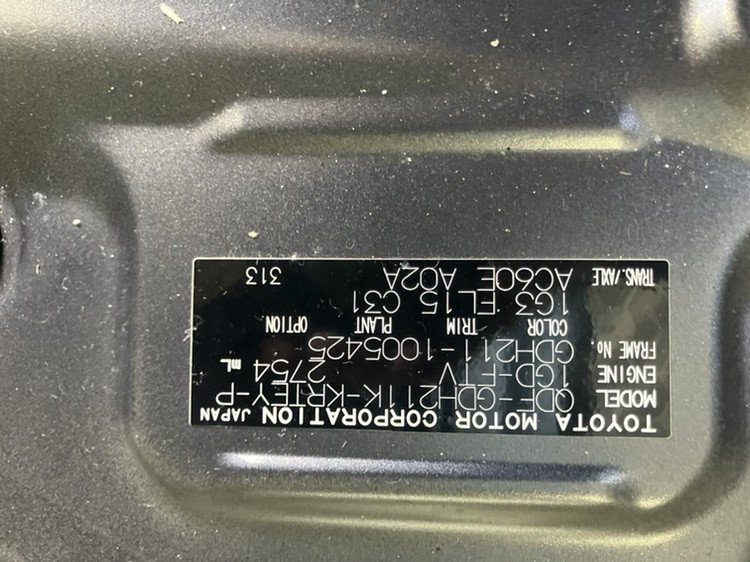 TOYOTA MOTOR CORPORATION JAPAN
MODEL QDF-GDH211K-KRTEY-P
ENGINE 1GD-FTV 2754 mL
FRAME No. GDH211-1005425
COLOR TRIM PLANT OPTION
1G3 EL15 C31
TRANS./AXLE AC60E A02A 313